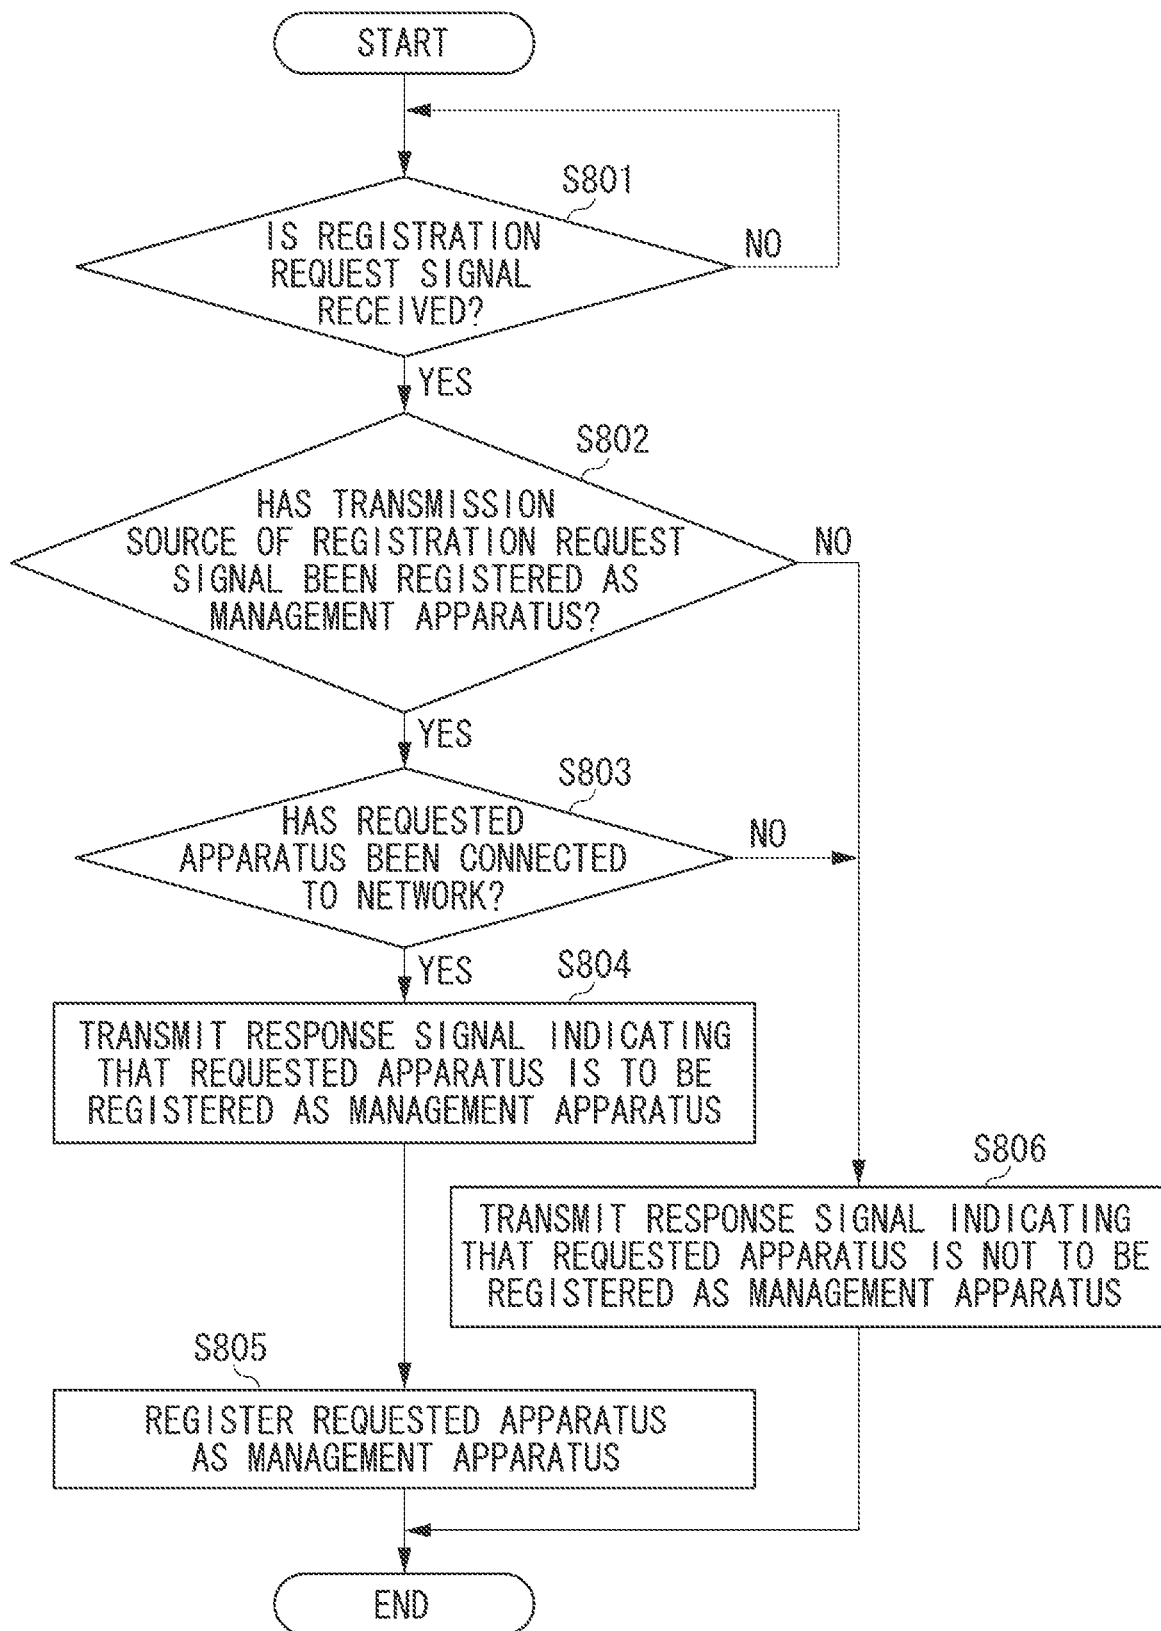 START
S801
IS REGISTRATION
REQUEST SIGNAL
RECEIVED?
NO
YES
S802
HAS TRANSMISSION
SOURCE OF REGISTRATION REQUEST
SIGNAL BEEN REGISTERED AS
MANAGEMENT APPARATUS?
NO
YES
S803
HAS REQUESTED
APPARATUS BEEN CONNECTED
TO NETWORK?
NO
YES
S804
TRANSMIT RESPONSE SIGNAL INDICATING
THAT REQUESTED APPARATUS IS TO BE
REGISTERED AS MANAGEMENT APPARATUS
S806
TRANSMIT RESPONSE SIGNAL INDICATING
THAT REQUESTED APPARATUS IS NOT TO BE
REGISTERED AS MANAGEMENT APPARATUS
S805
REGISTER REQUESTED APPARATUS
AS MANAGEMENT APPARATUS
END